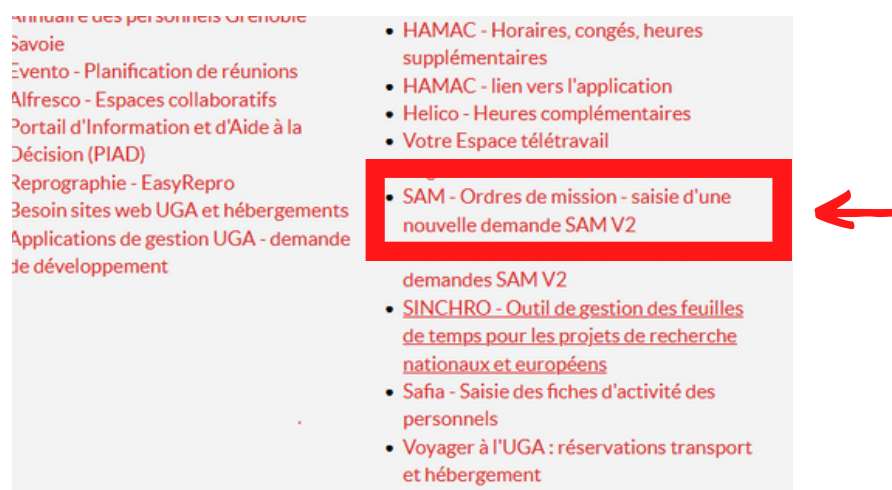 Annuaire des personnels Grenoble
Savoie
Evento - Planification de réunions
Alfresco - Espaces collaboratifs
Portail d'Information et d'Aide à la
Décision (PIAD)
Reprographie - EasyRepro
Besoin sites web UGA et hébergements
Applications de gestion UGA - demande
de développement
HAMAC - Horaires, congés, heures
supplémentaires
HAMAC - lien vers l'application
Helico - Heures complémentaires
Votre Espace télétravail
SAM - Ordres de mission - saisie d'une
nouvelle demande SAM V2
demandes SAM V2
SINCHRO - Outil de gestion des feuilles
de temps pour les projets de recherche
nationaux et européens
Safia - Saisie des fiches d'activité des
personnels
Voyager à l'UGA : réservations transport
et hébergement